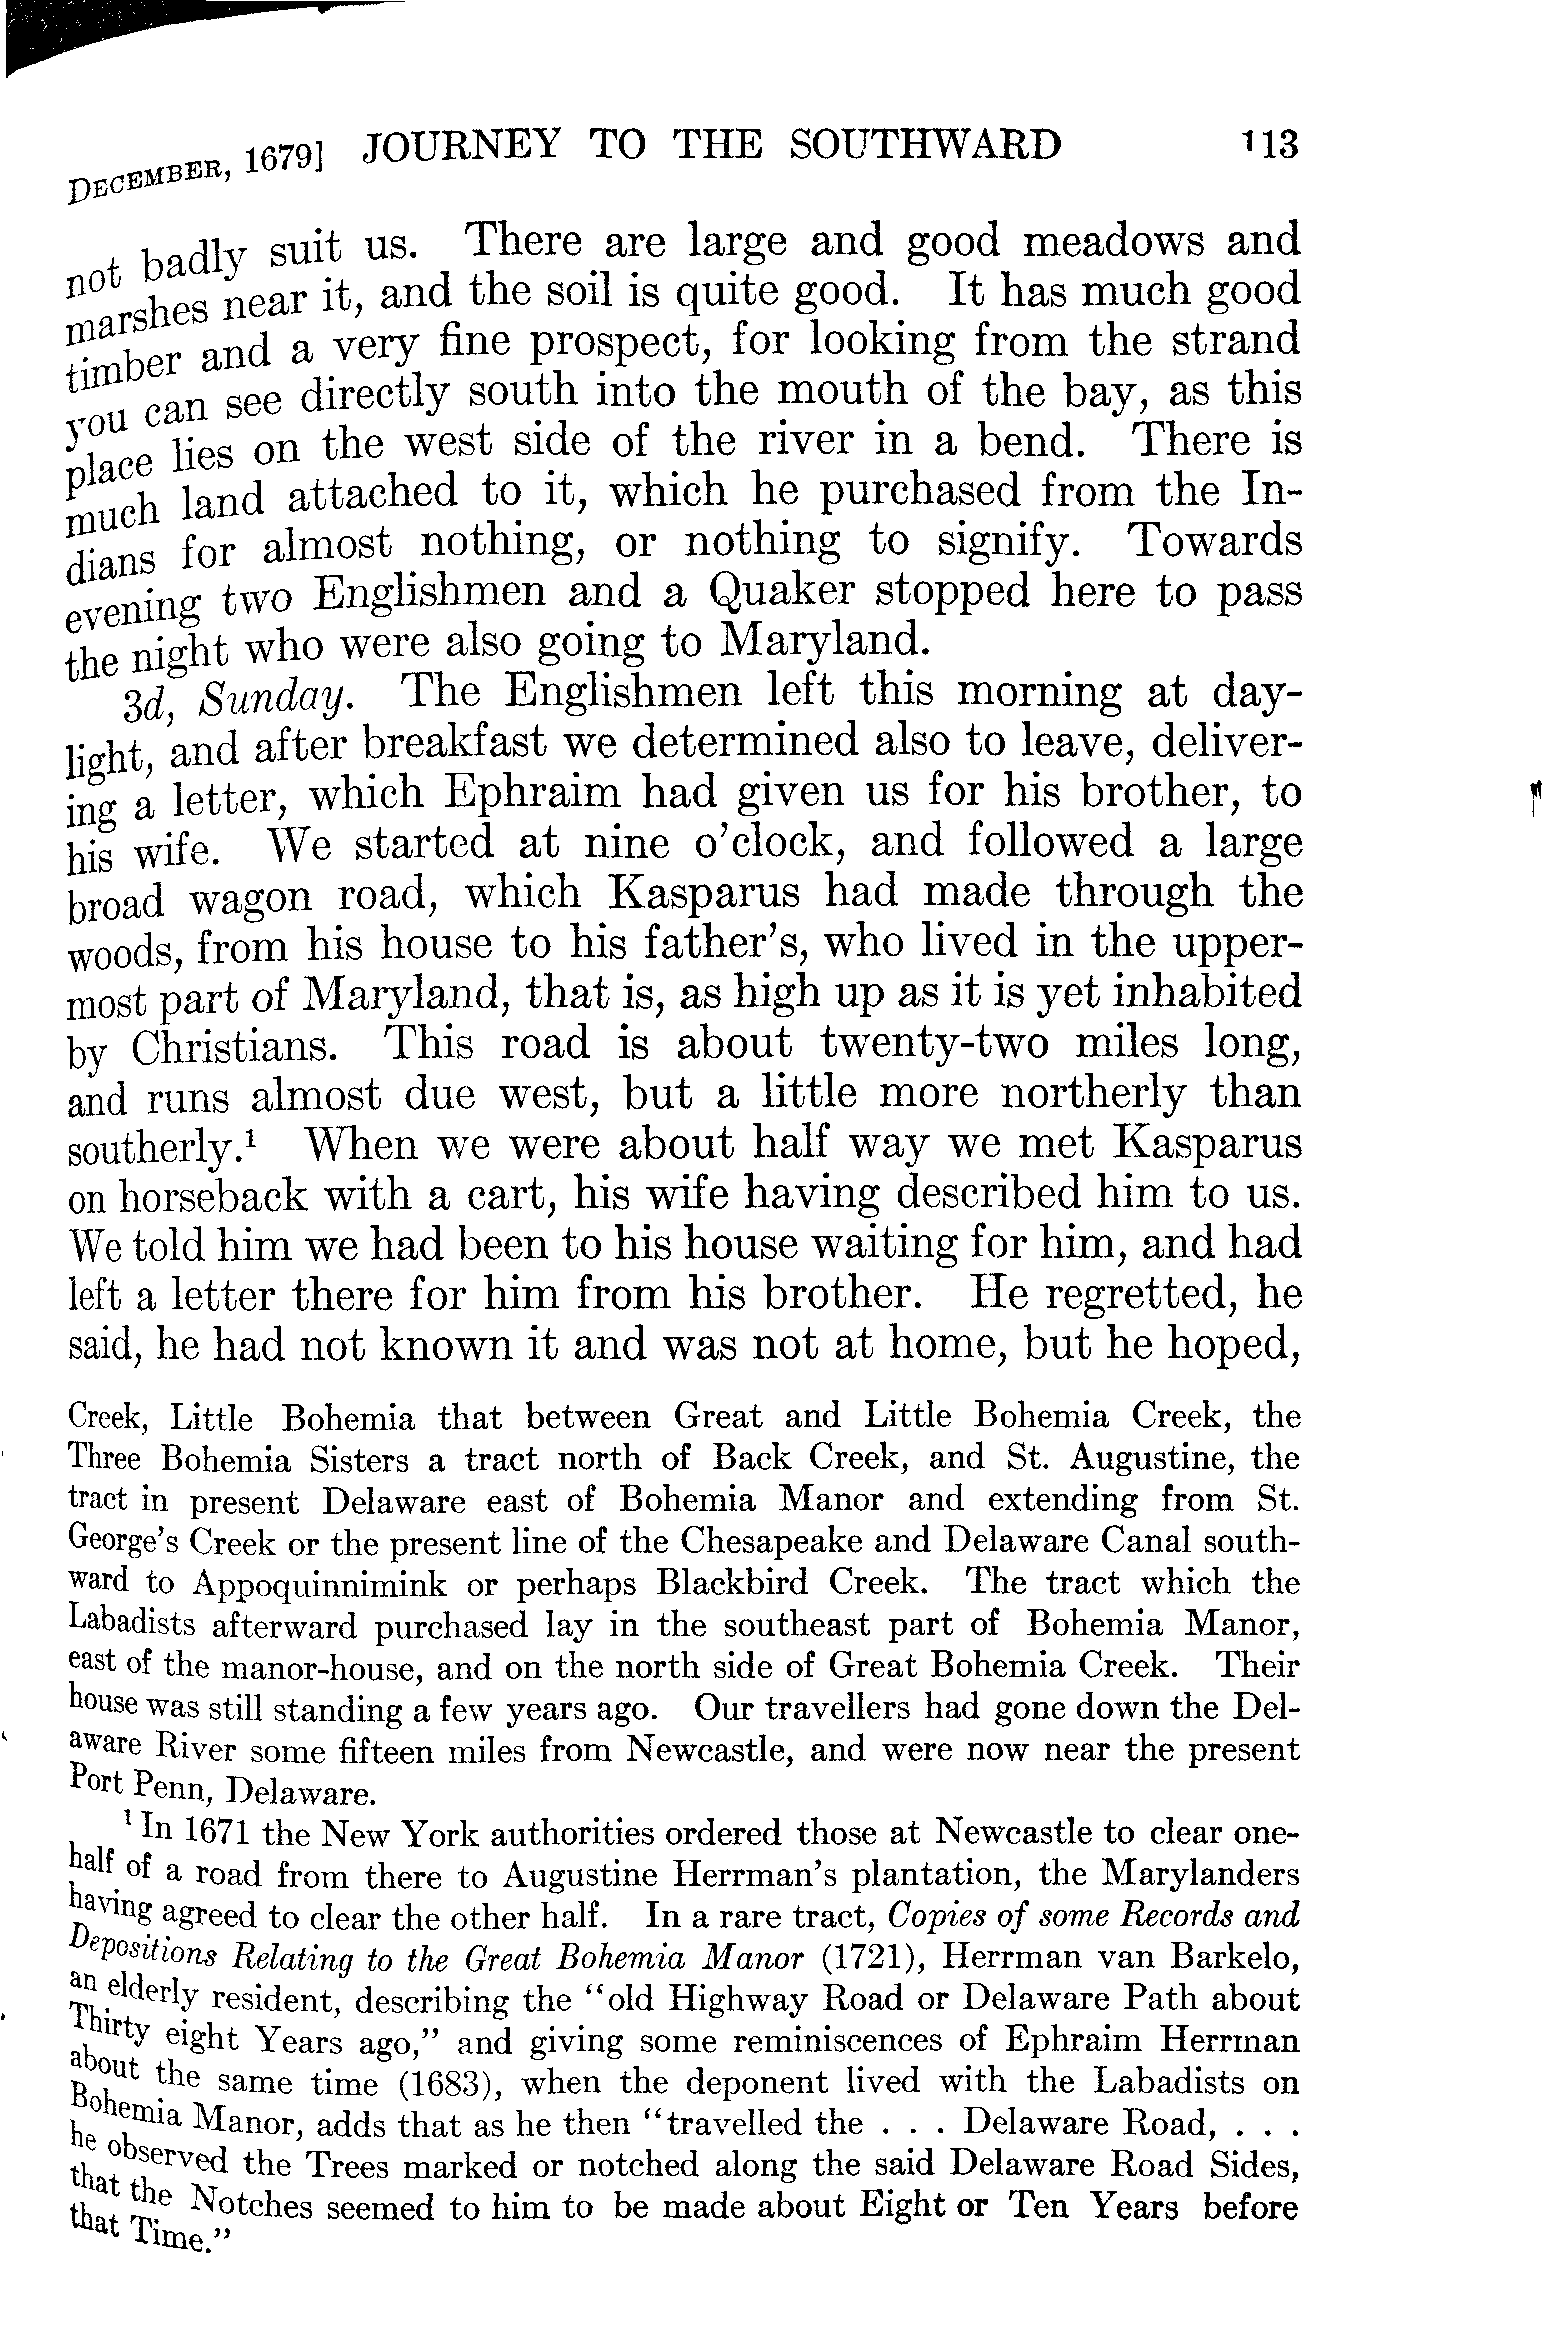 DECEMBER, 1679] JOURNEY TO THE SOUTHWARD 113
not badly suit us. There are large and good meadows and
marshes near it, and the soil is quite good. It has much good
timber and a very fine prospect, for looking from the strand
you can see directly south into the mouth of the bay, as this
place lies on the west side of the river in a bend. There is
much land attached to it, which he purchased from the In-
dians for almost nothing, or nothing to signify. Towards
evening two Englishmen and a Quaker stopped here to pass
the night who were also going to Maryland.
3d, Sunday. The Englishmen left this morning at day-
light, and after breakfast we determined also to leave, deliver-
ing a letter, which Ephraim had given us for his brother, to
his wife. We started at nine o'clock, and followed a large
broad wagon road, which Kasparus had made through the
woods, from his house to his father's, who lived in the upper-
most part of Maryland, that is, as high up as it is yet inhabited
by Christians. This road is about twenty-two miles long,
and runs almost due west, but a little more northerly than
southerly.¹ When we were about half way we met Kasparus
on horseback with a cart, his wife having described him to us.
We told him we had been to his house waiting for him, and had
left a letter there for him from his brother. He regretted, he
said, he had not known it and was not at home, but he hoped,
Creek, Little Bohemia that between Great and Little Bohemia Creek, the
Three Bohemia Sisters a tract north of Back Creek, and St. Augustine, the
tract in present Delaware east of Bohemia Manor and extending from St.
George's Creek or the present line of the Chesapeake and Delaware Canal south-
ward to Appoquinnimink or perhaps Blackbird Creek. The tract which the
Labadists afterward purchased lay in the southeast part of Bohemia Manor,
east of the manor-house, and on the north side of Great Bohemia Creek. Their
house was still standing a few years ago. Our travellers had gone down the Del-
aware River some fifteen miles from Newcastle, and were now near the present
Port Penn, Delaware.
¹ In 1671 the New York authorities ordered those at Newcastle to clear one-
half of a road from there to Augustine Herrman's plantation, the Marylanders
having agreed to clear the other half. In a rare tract, Copies of some Records and
Depositions Relating to the Great Bohemia Manor (1721), Herrman van Barkelo,
an elderly resident, describing the "old Highway Road or Delaware Path about
Thirty eight Years ago," and giving some reminiscences of Ephraim Herrman
about the same time (1683), when the deponent lived with the Labadists on
Bohemia Manor, adds that as he then "travelled the . . . Delaware Road, . . .
he observed the Trees marked or notched along the said Delaware Road Sides,
that the Notches seemed to him to be made about Eight or Ten Years before
that Time."